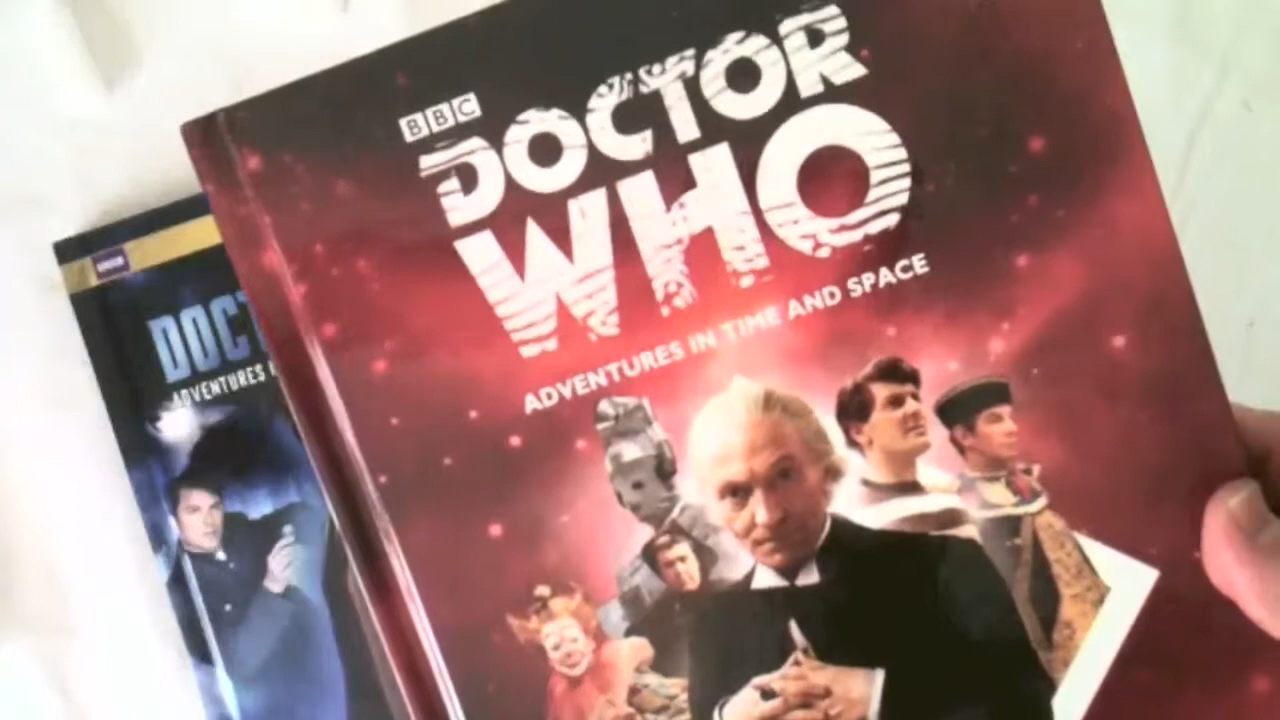 BBC
DOCTOR
WHO
ADVENTURES IN TIME AND SPACE
DOCT
ADVENTURES I